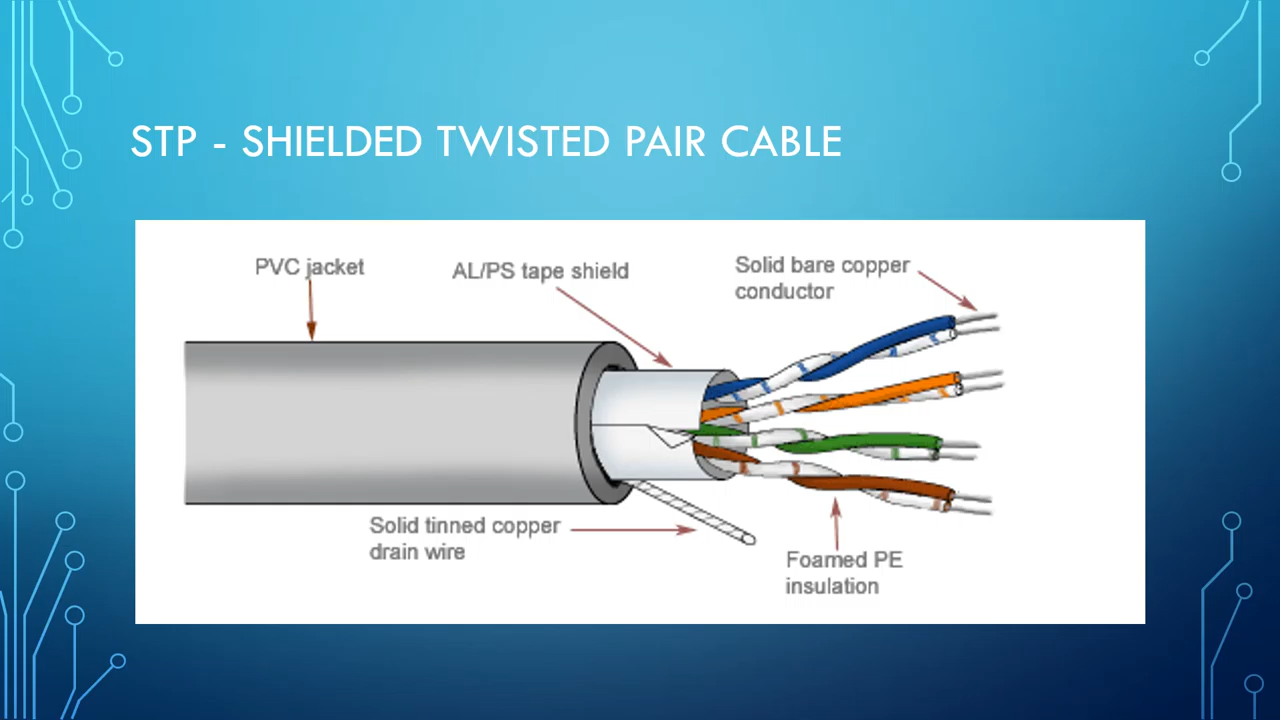 STP - SHIELDED TWISTED PAIR CABLE
PVC jacket
AL/PS tape shield
Solid bare copper
conductor
Solid tinned copper
drain wire
Foamed PE
insulation